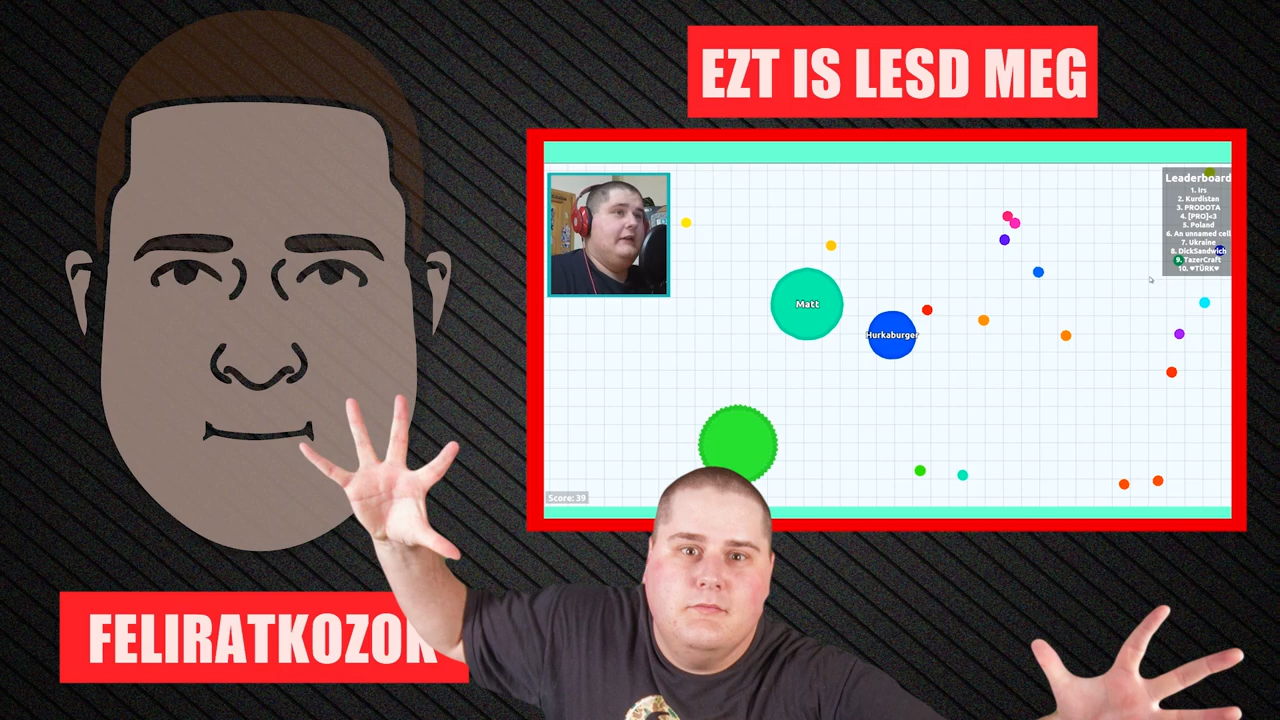 EZT IS LESD MEG
Leaderboard
1. Irs
2. Kurdistan
3. PRODOTA
4. [PRO]<3
5. Poland
6. An unnamed cell
7. Ukraine
8. DickSandwich
9. TazerCraft
10. ♥TÜRK♥
Matt
Hurkaburger
Score: 39
FELIRATKOZOK